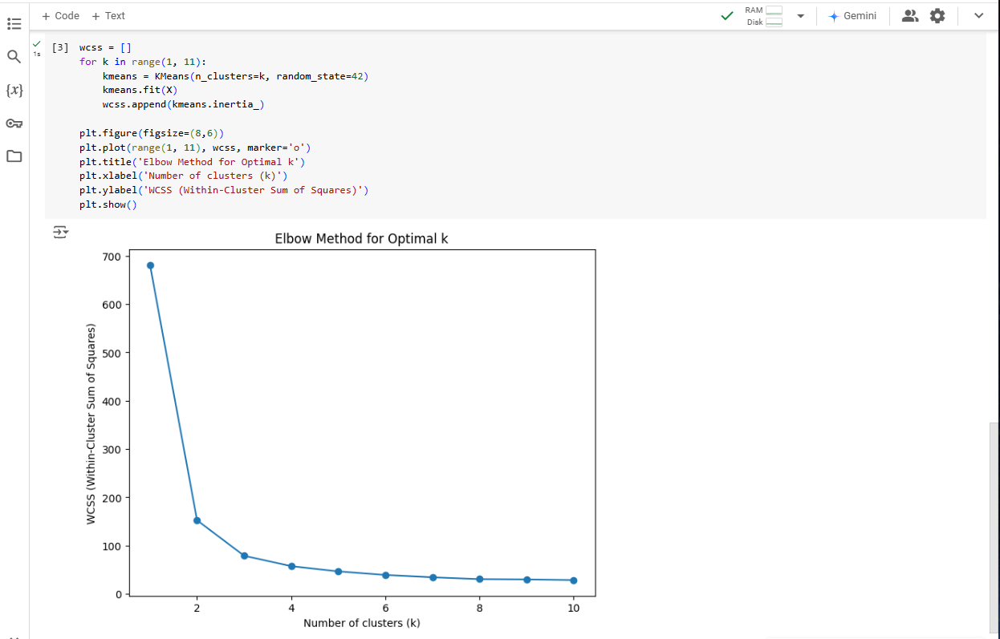 + Code + Text
RAM
Disk
Gemini
{x}
1s
[3] wcss = []
for k in range(1, 11):
    kmeans = KMeans(n_clusters=k, random_state=42)
    kmeans.fit(X)
    wcss.append(kmeans.inertia_)
plt.figure(figsize=(8,6))
plt.plot(range(1, 11), wcss, marker='o')
plt.title('Elbow Method for Optimal k')
plt.xlabel('Number of clusters (k)')
plt.ylabel('WCSS (Within-Cluster Sum of Squares)')
plt.show()
Elbow Method for Optimal k
WCSS (Within-Cluster Sum of Squares)
700
600
500
400
300
200
100
0
2 4 6 8 10
Number of clusters (k)